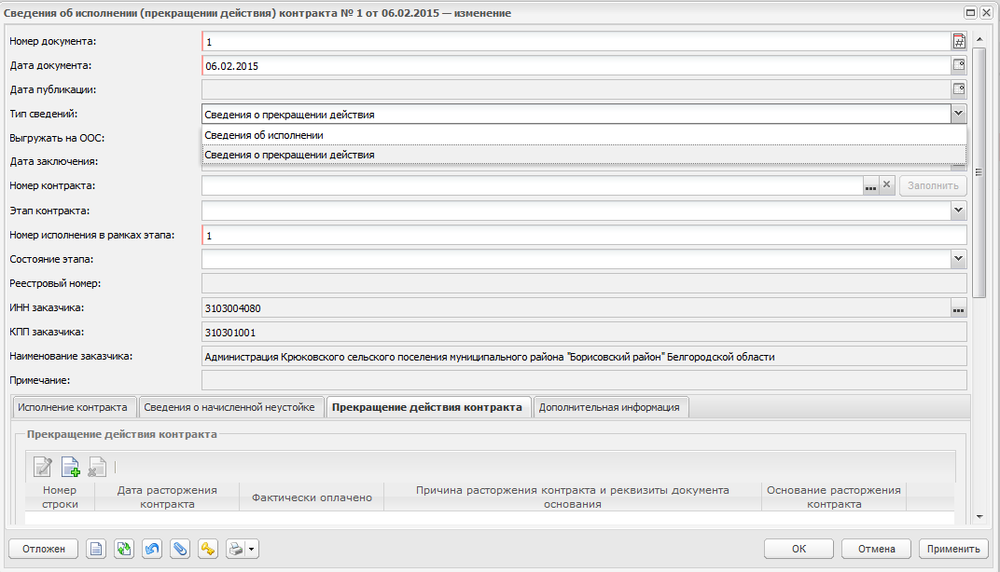 Сведения об исполнении (прекращении действия) контракта № 1 от 06.02.2015 — изменение
Номер документа: 1
Дата документа: 06.02.2015
Дата публикации:
Тип сведений: Сведения о прекращении действия
Выгружать на ООС: Сведения об исполнении
Сведения о прекращении действия
Дата заключения:
Номер контракта: ... Заполнить
Этап контракта:
Номер исполнения в рамках этапа: 1
Состояние этапа:
Реестровый номер:
ИНН заказчика: 3103004080 ...
КПП заказчика: 310301001
Наименование заказчика: Администрация Крюковского сельского поселения муниципального района "Борисовский район" Белгородской области
Примечание:
Исполнение контракта Сведения о начисленной неустойке Прекращение действия контракта Дополнительная информация
Прекращение действия контракта
Номер строки Дата расторжения контракта Фактически оплачено Причина расторжения контракта и реквизиты документа основания Основание расторжения контракта
Отложен ОК Отмена Применить